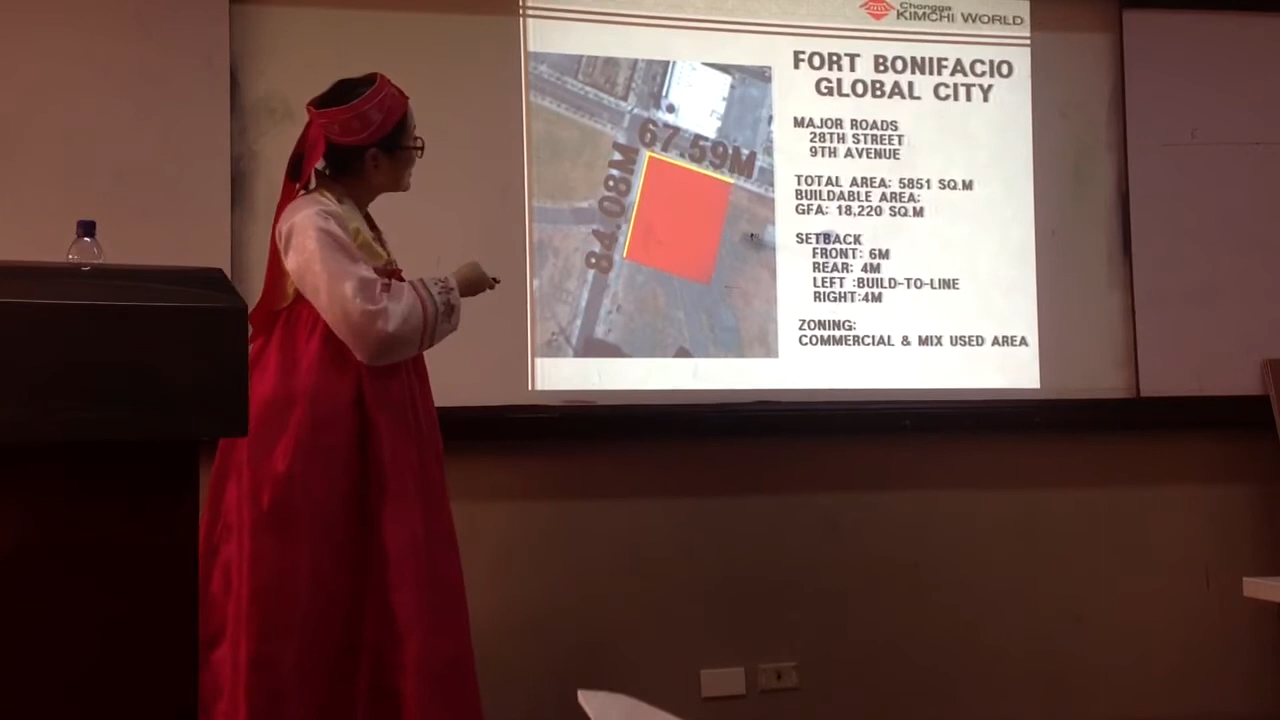 Chongga
KIMCHI WORLD
FORT BONIFACIO
GLOBAL CITY
67.59M
84.08M
MAJOR ROADS
28TH STREET
9TH AVENUE
TOTAL AREA: 5851 SQ.M
BUILDABLE AREA:
GFA: 18,220 SQ.M
SETBACK
FRONT: 6M
REAR: 4M
LEFT :BUILD-TO-LINE
RIGHT:4M
ZONING:
COMMERCIAL & MIX USED AREA